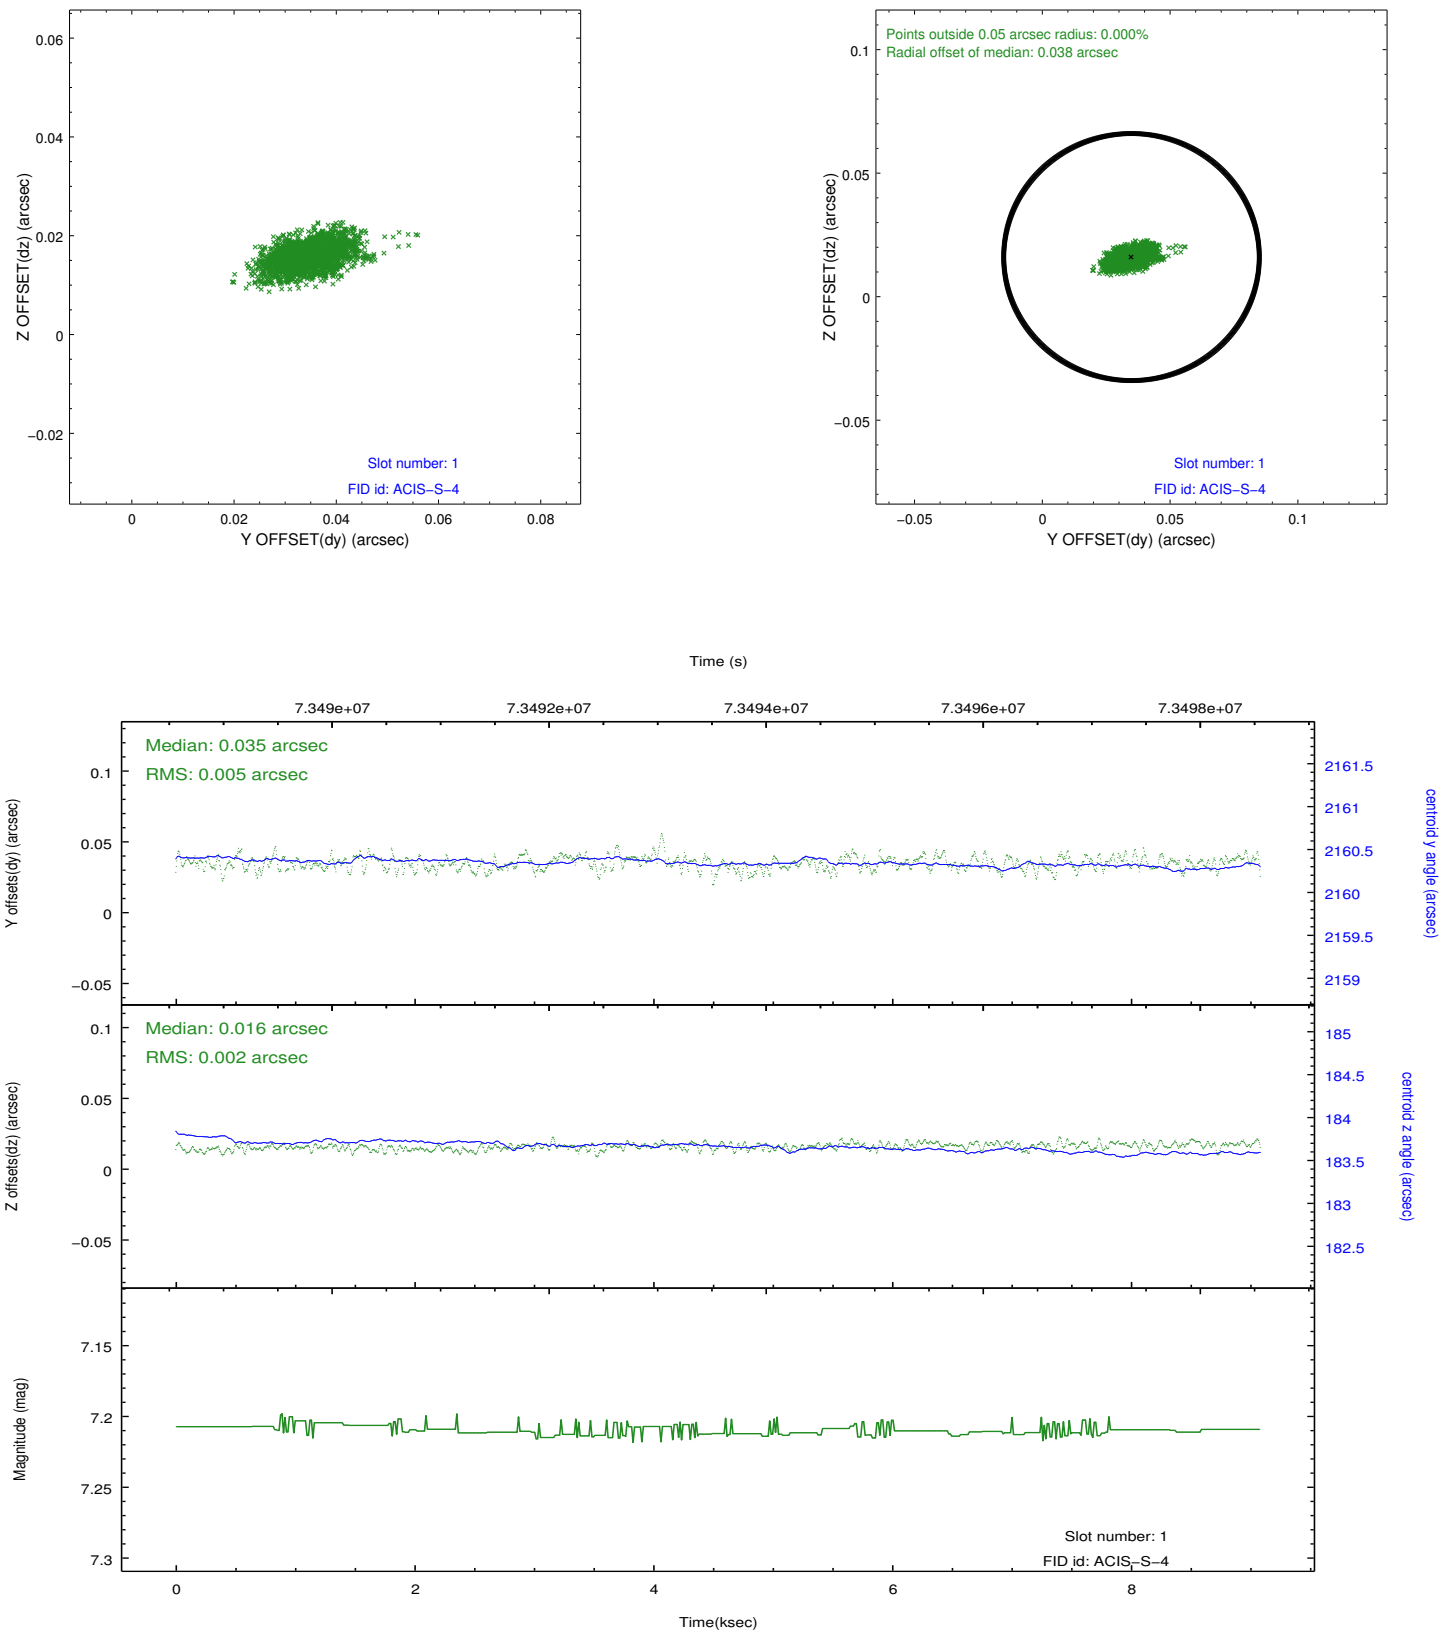 0.06
0.04
0.02
0
−0.02
Z OFFSET(dz) (arcsec)
Slot number: 1
FID id: ACIS−S−4
0 0.02 0.04 0.06 0.08
Y OFFSET(dy) (arcsec)
Points outside 0.05 arcsec radius: 0.000%
Radial offset of median: 0.038 arcsec
0.1
0.05
0
−0.05
Z OFFSET(dz) (arcsec)
Slot number: 1
FID id: ACIS−S−4
−0.05 0 0.05 0.1
Y OFFSET(dy) (arcsec)
Time (s)
7.349e+07 7.3492e+07 7.3494e+07 7.3496e+07 7.3498e+07
Median: 0.035 arcsec
RMS: 0.005 arcsec
0.1
0.05
0
−0.05
Y offsets(dy) (arcsec)
2161.5
2161
2160.5
2160
2159.5
2159
centroid y angle (arcsec)
Median: 0.016 arcsec
RMS: 0.002 arcsec
0.1
0.05
0
−0.05
Z offsets(dz) (arcsec)
185
184.5
184
183.5
183
182.5
centroid z angle (arcsec)
7.15
7.2
7.25
7.3
Magnitude (mag)
Slot number: 1
FID id: ACIS−S−4
0 2 4 6 8
Time(ksec)